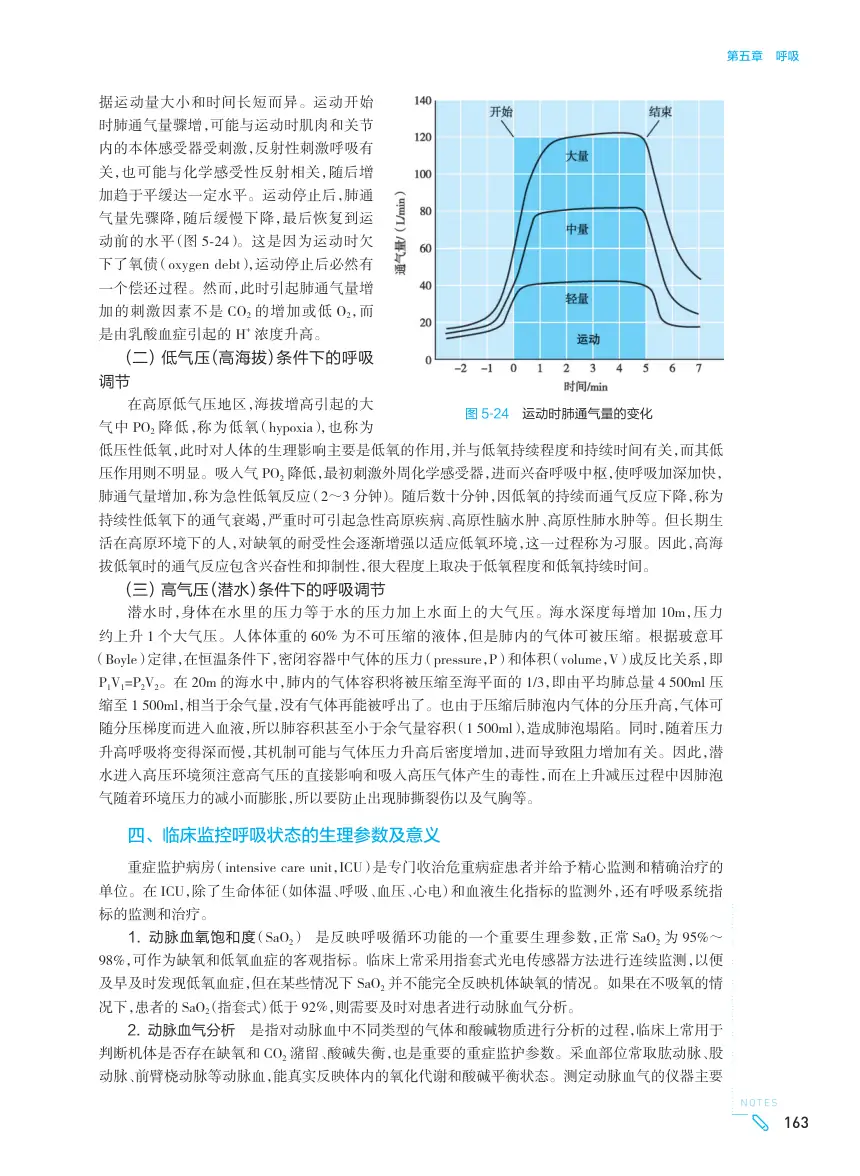 第五章 呼吸
据运动量大小和时间长短而异。运动开始
时肺通气量骤增,可能与运动时肌肉和关节
内的本体感受器受刺激,反射性刺激呼吸有
关,也可能与化学感受性反射相关,随后增
加趋于平缓达一定水平。运动停止后,肺通
气量先骤降,随后缓慢下降,最后恢复到运
动前的水平(图 5-24)。这是因为运动时欠
下了氧债(oxygen debt),运动停止后必然有
一个偿还过程。然而,此时引起肺通气量增
加的刺激因素不是 CO₂ 的增加或低 O₂,而
是由乳酸血症引起的 H⁺ 浓度升高。
(二)低气压(高海拔)条件下的呼吸
调节
在高原低气压地区,海拔增高引起的大
气中 PO₂ 降低,称为低氧(hypoxia),也称为
140
120
100
80
60
40
20
0
通气量/(L/min)
开始
结束
大量
中量
轻量
运动
-2 -1 0 1 2 3 4 5 6 7
时间/min
图 5-24 运动时肺通气量的变化
低压性低氧,此时对人体的生理影响主要是低氧的作用,并与低氧持续程度和持续时间有关,而其低
压作用则不明显。吸入气 PO₂ 降低,最初刺激外周化学感受器,进而兴奋呼吸中枢,使呼吸加深加快,
肺通气量增加,称为急性低氧反应(2～3 分钟)。随后数十分钟,因低氧的持续而通气反应下降,称为
持续性低氧下的通气衰竭,严重时可引起急性高原疾病、高原性脑水肿、高原性肺水肿等。但长期生
活在高原环境下的人,对缺氧的耐受性会逐渐增强以适应低氧环境,这一过程称为习服。因此,高海
拔低氧时的通气反应包含兴奋性和抑制性,很大程度上取决于低氧程度和低氧持续时间。
(三)高气压(潜水)条件下的呼吸调节
潜水时,身体在水里的压力等于水的压力加上水面上的大气压。海水深度每增加 10m,压力
约上升 1 个大气压。人体体重的 60% 为不可压缩的液体,但是肺内的气体可被压缩。根据玻意耳
(Boyle)定律,在恒温条件下,密闭容器中气体的压力(pressure,P)和体积(volume,V)成反比关系,即
P₁V₁=P₂V₂。在 20m 的海水中,肺内的气体容积将被压缩至海平面的 1/3,即由平均肺总量 4 500ml 压
缩至 1 500ml,相当于余气量,没有气体再能被呼出了。也由于压缩后肺泡内气体的分压升高,气体可
随分压梯度而进入血液,所以肺容积甚至小于余气量容积(1 500ml),造成肺泡塌陷。同时,随着压力
升高呼吸将变得深而慢,其机制可能与气体压力升高后密度增加,进而导致阻力增加有关。因此,潜
水进入高压环境须注意高气压的直接影响和吸入高压气体产生的毒性,而在上升减压过程中因肺泡
气随着环境压力的减小而膨胀,所以要防止出现肺撕裂伤以及气胸等。
四、临床监控呼吸状态的生理参数及意义
重症监护病房(intensive care unit,ICU)是专门收治危重病症患者并给予精心监测和精确治疗的
单位。在 ICU,除了生命体征(如体温、呼吸、血压、心电)和血液生化指标的监测外,还有呼吸系统指
标的监测和治疗。
1. 动脉血氧饱和度(SaO₂) 是反映呼吸循环功能的一个重要生理参数,正常 SaO₂ 为 95%～
98%,可作为缺氧和低氧血症的客观指标。临床上常采用指套式光电传感器方法进行连续监测,以便
及早及时发现低氧血症,但在某些情况下 SaO₂ 并不能完全反映机体缺氧的情况。如果在不吸氧的情
况下,患者的 SaO₂(指套式)低于 92%,则需要及时对患者进行动脉血气分析。
2. 动脉血气分析 是指对动脉血中不同类型的气体和酸碱物质进行分析的过程,临床上常用于
判断机体是否存在缺氧和 CO₂ 潴留、酸碱失衡,也是重要的重症监护参数。采血部位常取肱动脉、股
动脉、前臂桡动脉等动脉血,能真实反映体内的氧化代谢和酸碱平衡状态。测定动脉血气的仪器主要
NOTES
163